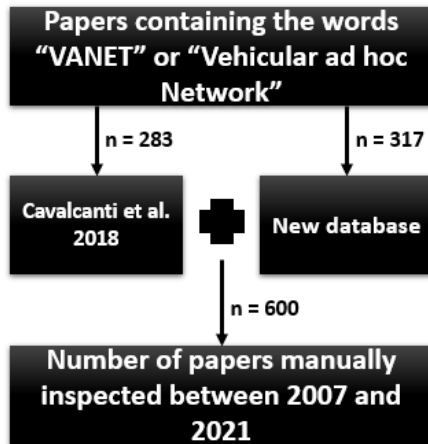 Papers containing the words
“VANET” or “Vehicular ad hoc
Network”
n = 283
n = 317
Cavalcanti et al.
2018
New database
n = 600
Number of papers manually
inspected between 2007 and
2021